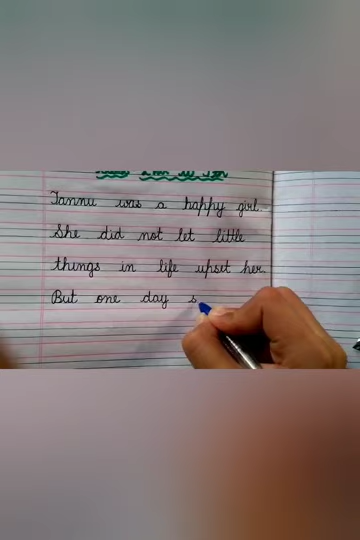 Tannu was a happy girl.
She did not let little
things in life upset her.
But one day s